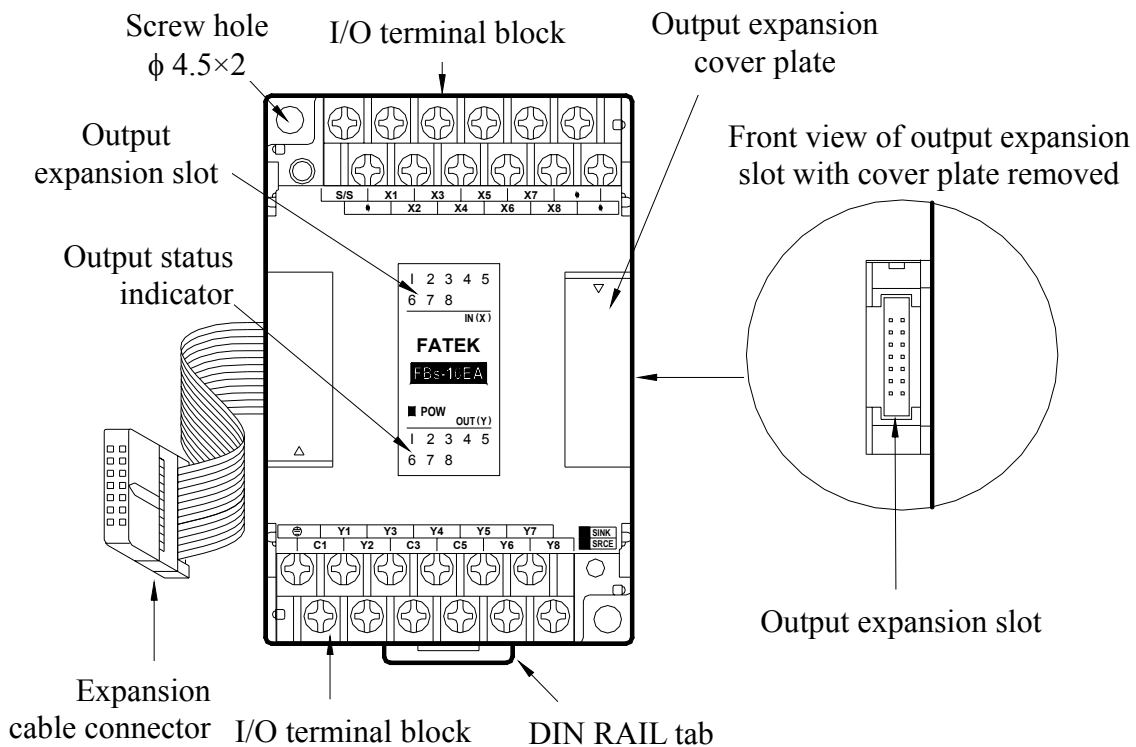 Screw hole
ϕ 4.5×2
I/O terminal block
Output expansion
cover plate
Output
expansion slot
Front view of output expansion
slot with cover plate removed
S/S X1 X3 X5 X7
X2 X4 X6 X8
Output status
indicator
1 2 3 4 5
6 7 8
IN(X)
FATEK
POW
OUT(Y)
1 2 3 4 5
6 7 8
Y1 Y3 Y4 Y5 Y7
C1 Y2 C3 C5 Y6 Y8
SINK
SRCE
Output expansion slot
Expansion
cable connector
I/O terminal block
DIN RAIL tab